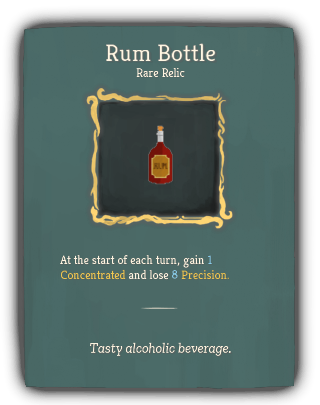 Rum Bottle
Rare Relic
RUM
At the start of each turn, gain 1
Concentrated and lose 8 Precision.
Tasty alcoholic beverage.